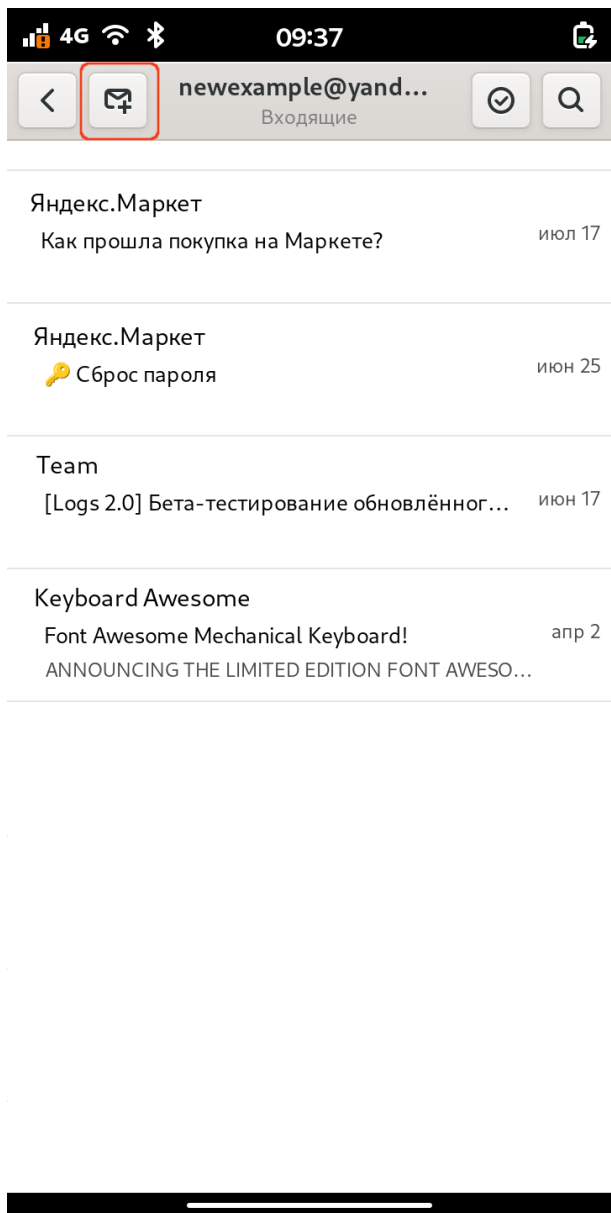 4G 09:37
newexample@yand...
Входящие
Яндекс.Маркет
Как прошла покупка на Маркете?
июл 17
Яндекс.Маркет
🔑 Сброс пароля
июн 25
Team
[Logs 2.0] Бета-тестирование обновлённог...
июн 17
Keyboard Awesome
Font Awesome Mechanical Keyboard!
апр 2
ANNOUNCING THE LIMITED EDITION FONT AWESO...